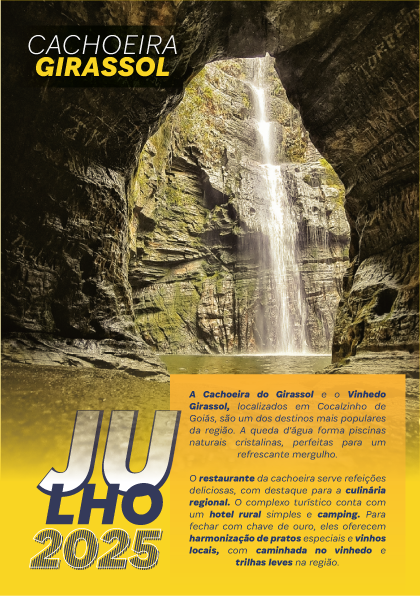 CACHOEIRA
GIRASSOL
A Cachoeira do Girassol e o Vinhedo
Girassol, localizados em Cocalzinho de
Goiás, são um dos destinos mais populares
da região. A queda d'água forma piscinas
naturais cristalinas, perfeitas para um
refrescante mergulho.
O restaurante da cachoeira serve refeições
deliciosas, com destaque para a culinária
regional. O complexo turístico conta com
um hotel rural simples e camping. Para
fechar com chave de ouro, eles oferecem
harmonização de pratos especiais e vinhos
locais, com caminhada no vinhedo e
trilhas leves na região.
JU
LHO
2025